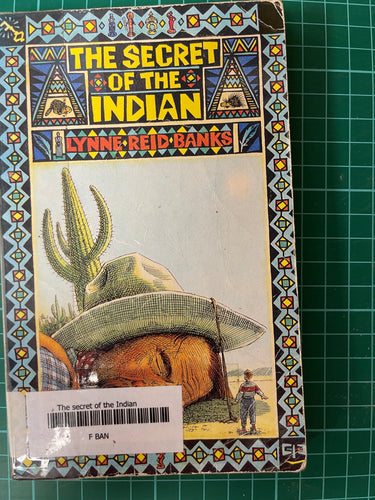 THE SECRET
OF THE
INDIAN
LYNNE REID BANKS
The secret of the Indian
F BAN